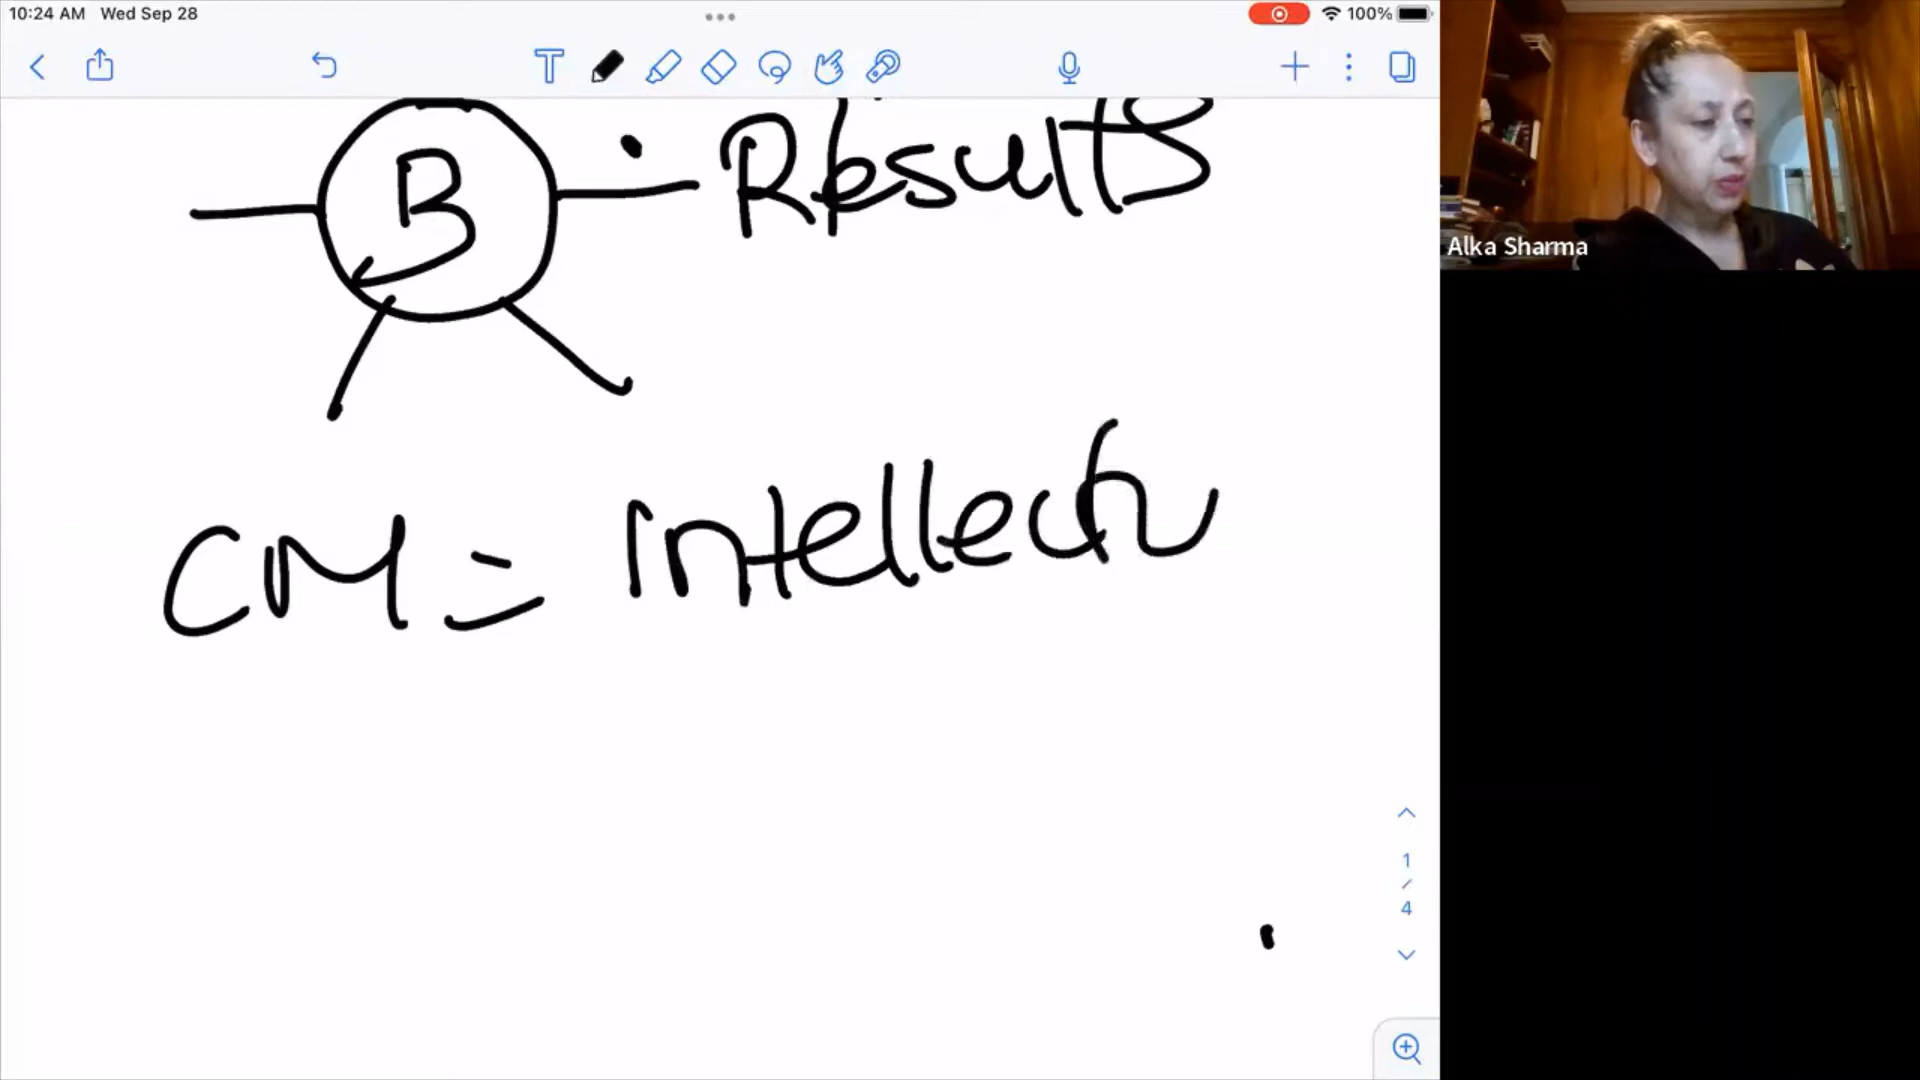 10:24 AM Wed Sep 28
100%
T
B
Results
CM = intellect
1
/
4
Alka Sharma